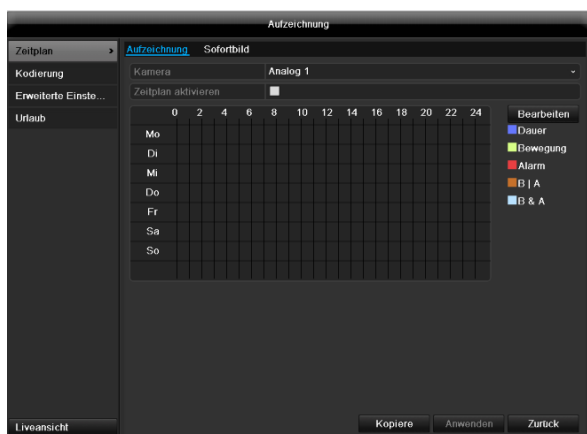 Aufzeichnung
Zeitplan >
Kodierung
Erweiterte Einste...
Urlaub
Liveansicht
Aufzeichnung Sofortbild
Kamera Analog 1
Zeitplan aktivieren
0 2 4 6 8 10 12 14 16 18 20 22 24
Mo
Di
Mi
Do
Fr
Sa
So
Bearbeiten
Dauer
Bewegung
Alarm
B | A
B & A
Kopiere Anwenden Zurück